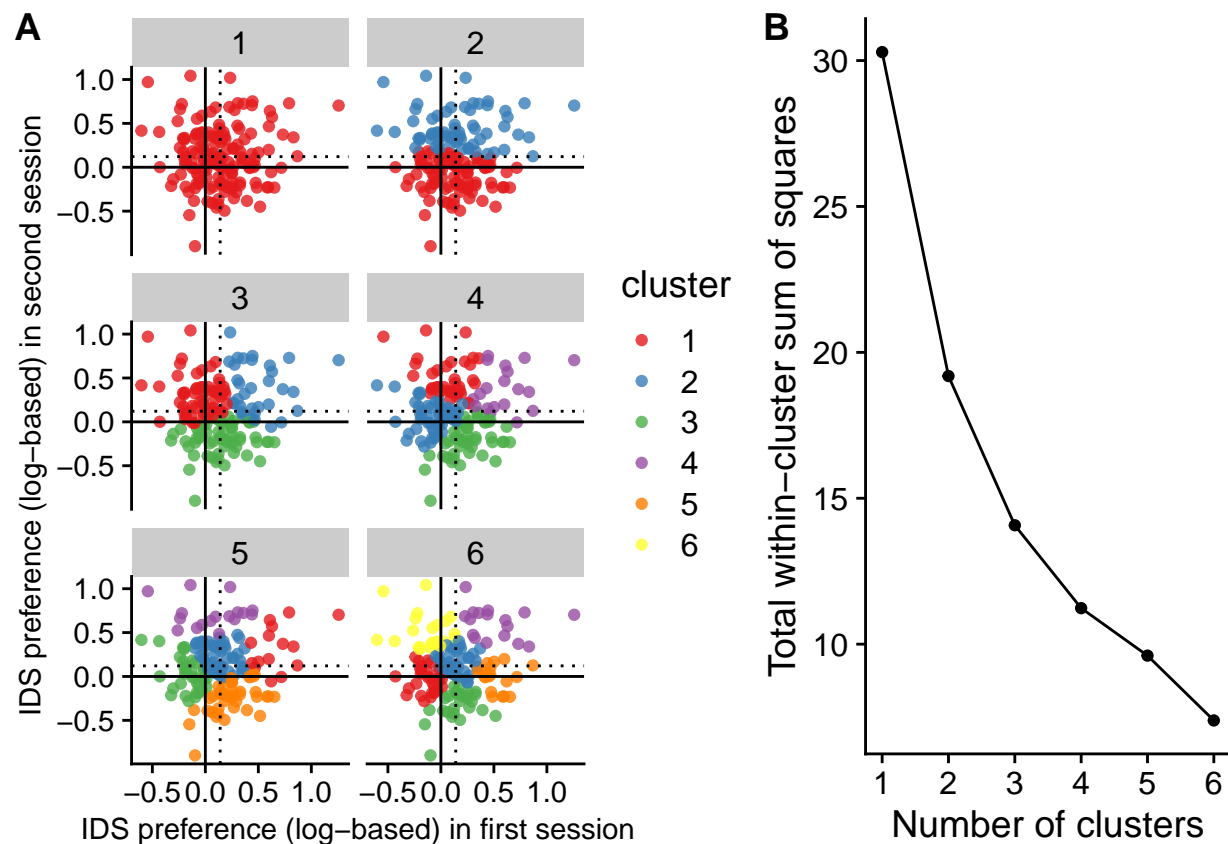 A
B
1
2
1.0
0.5
0.0
−0.5
3
4
1.0
0.5
0.0
−0.5
5
6
1.0
0.5
0.0
−0.5
−0.5 0.0 0.5 1.0
−0.5 0.0 0.5 1.0
IDS preference (log−based) in first session
IDS preference (log−based) in second session
cluster
1
2
3
4
5
6
30
25
20
15
10
1 2 3 4 5 6
Number of clusters
Total within−cluster sum of squares